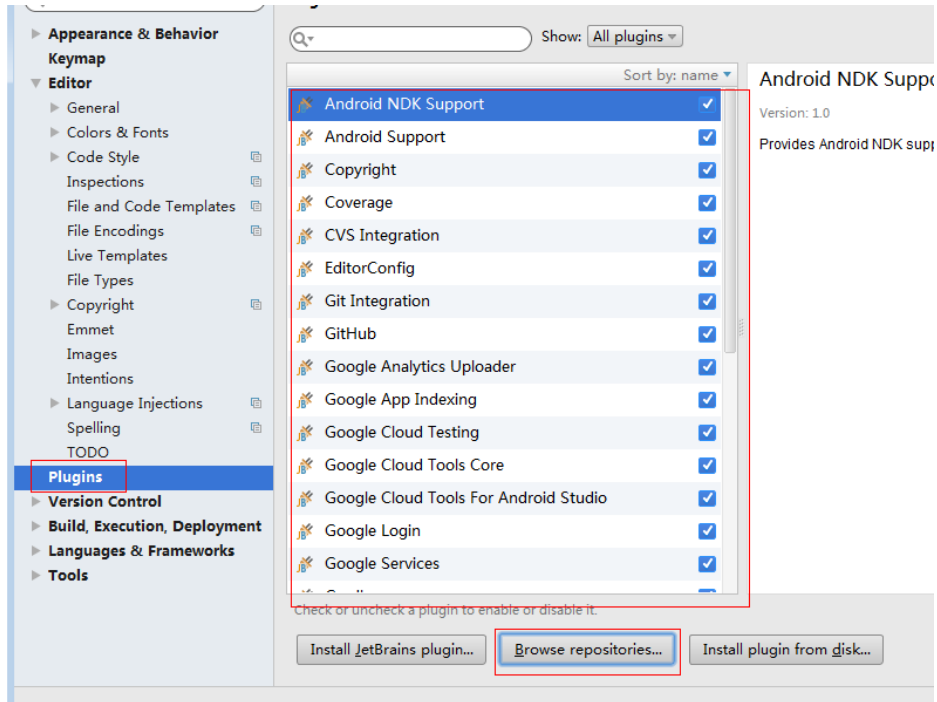 Appearance & Behavior
Keymap
Editor
General
Colors & Fonts
Code Style
Inspections
File and Code Templates
File Encodings
Live Templates
File Types
Copyright
Emmet
Images
Intentions
Language Injections
Spelling
TODO
Plugins
Version Control
Build, Execution, Deployment
Languages & Frameworks
Tools
Show: All plugins
Sort by: name
Android NDK Support
Android Support
Copyright
Coverage
CVS Integration
EditorConfig
Git Integration
GitHub
Google Analytics Uploader
Google App Indexing
Google Cloud Testing
Google Cloud Tools Core
Google Cloud Tools For Android Studio
Google Login
Google Services
Check or uncheck a plugin to enable or disable it.
Install JetBrains plugin... Browse repositories... Install plugin from disk...
Android NDK Suppo
Version: 1.0
Provides Android NDK supp